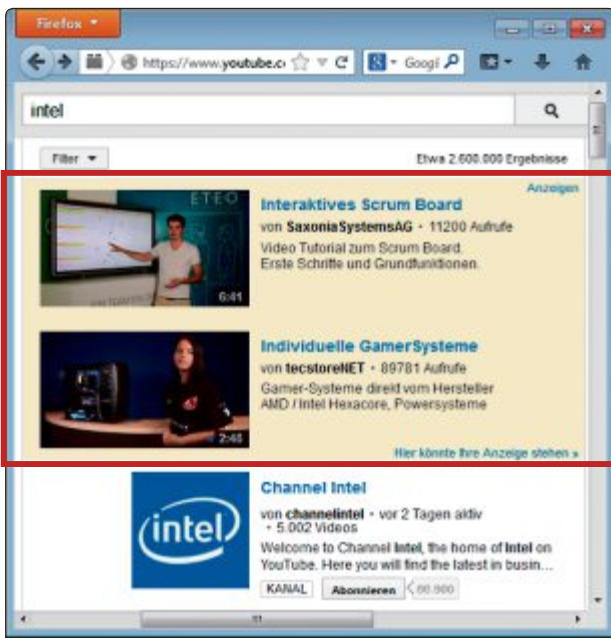 Firefox
https://www.youtube.c
Googl
intel
Filter
Etwa 2.600.000 Ergebnisse
Anzeigen
ETEO
EIN TEAM
6:41
Interaktives Scrum Board
von SaxoniaSystemsAG • 11200 Aufrufe
Video Tutorial zum Scrum Board.
Erste Schritte und Grundfunktionen.
2:45
Individuelle GamerSysteme
von tecstoreNET • 89781 Aufrufe
Gamer-Systeme direkt vom Hersteller
AMD / Intel Hexacore, Powersysteme
Hier könnte Ihre Anzeige stehen »
(intel)
Channel Intel
von channelintel • vor 2 Tagen aktiv
• 5.002 Videos
Welcome to Channel Intel, the home of Intel on
YouTube. Here you will find the latest in busin...
KANAL Abonnieren